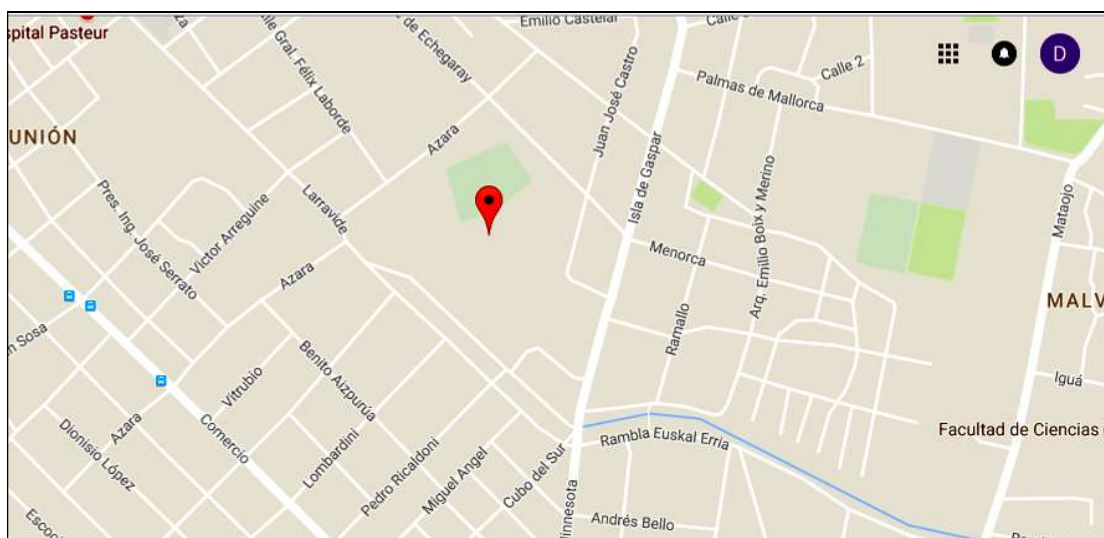 spital Pasteur
UNIÓN
Calle Gral. Félix Laborde
de Echegaray
Emilio Castelar
Juan José Castro
Calle 2
D
Palmas de Mallorca
Azara
Isla de Gaspar
Pres. Ing. José Serrato
Victor Arreguine
Larravide
Azara
Menorca
Arq. Emilio Boix y Merino
Ramallo
Mataojo
MALV
Iguá
Facultad de Ciencias
Sosa
Vitrubio
Benito Aizpurúa
Azara
Dionisio López
Comercio
Lombardini
Pedro Ricaldoni
Miguel Angel
Cubo del Sur
Rambla Euskal Erria
Andrés Bello